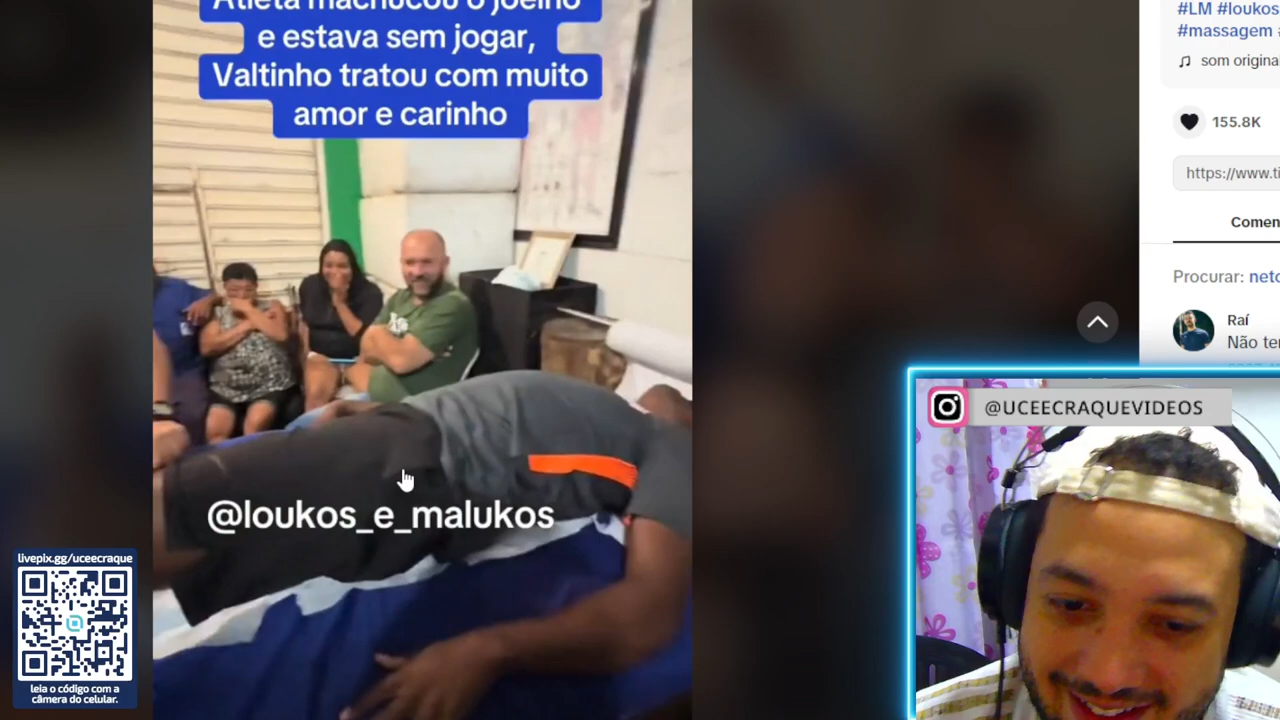 Atleta machucou o joelho
e estava sem jogar,
Valtinho tratou com muito
amor e carinho
@loukos_e_malukos
livepix.gg/uceecraque
leia o código com a
câmera do celular.
#LM #loukos
#massagem
som origina
155.8K
https://www.ti
Comen
Procurar: neto
Raí
Não ten
@UCEECRAQUEVIDEOS